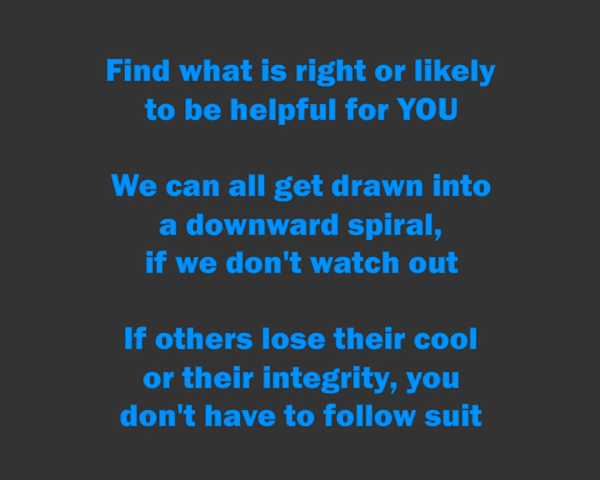 Find what is right or likely
to be helpful for YOU
We can all get drawn into
a downward spiral,
if we don't watch out
If others lose their cool
or their integrity, you
don't have to follow suit